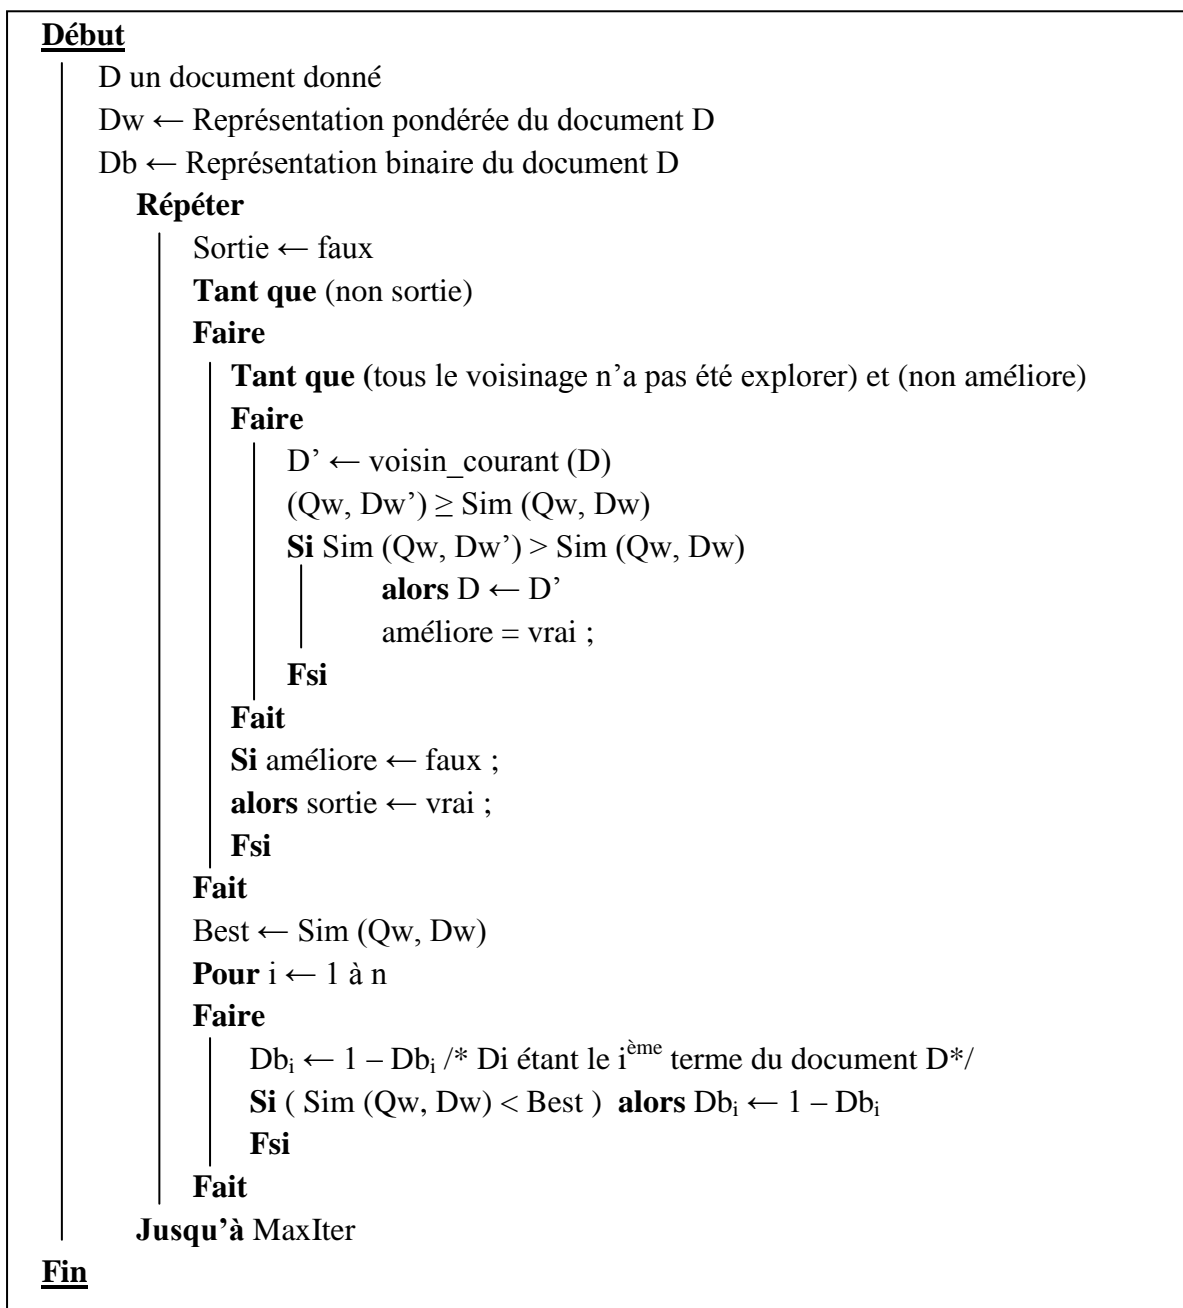 Début
D un document donné
Dw ← Représentation pondérée du document D
Db ← Représentation binaire du document D
Répéter
Sortie ← faux
Tant que (non sortie)
Faire
Tant que (tous le voisinage n'a pas été explorer) et (non améliore)
Faire
D’ ← voisin_courant (D)
(Qw, Dw’) ≥ Sim (Qw, Dw)
Si Sim (Qw, Dw’) > Sim (Qw, Dw)
alors D ← D’
améliore = vrai ;
Fsi
Fait
Si améliore ← faux ;
alors sortie ← vrai ;
Fsi
Fait
Best ← Sim (Qw, Dw)
Pour i ← 1 à n
Faire
Dbi ← 1 – Dbi /* Di étant le ième terme du document D*/
Si ( Sim (Qw, Dw) < Best ) alors Dbi ← 1 – Dbi
Fsi
Fait
Jusqu’à MaxIter
Fin